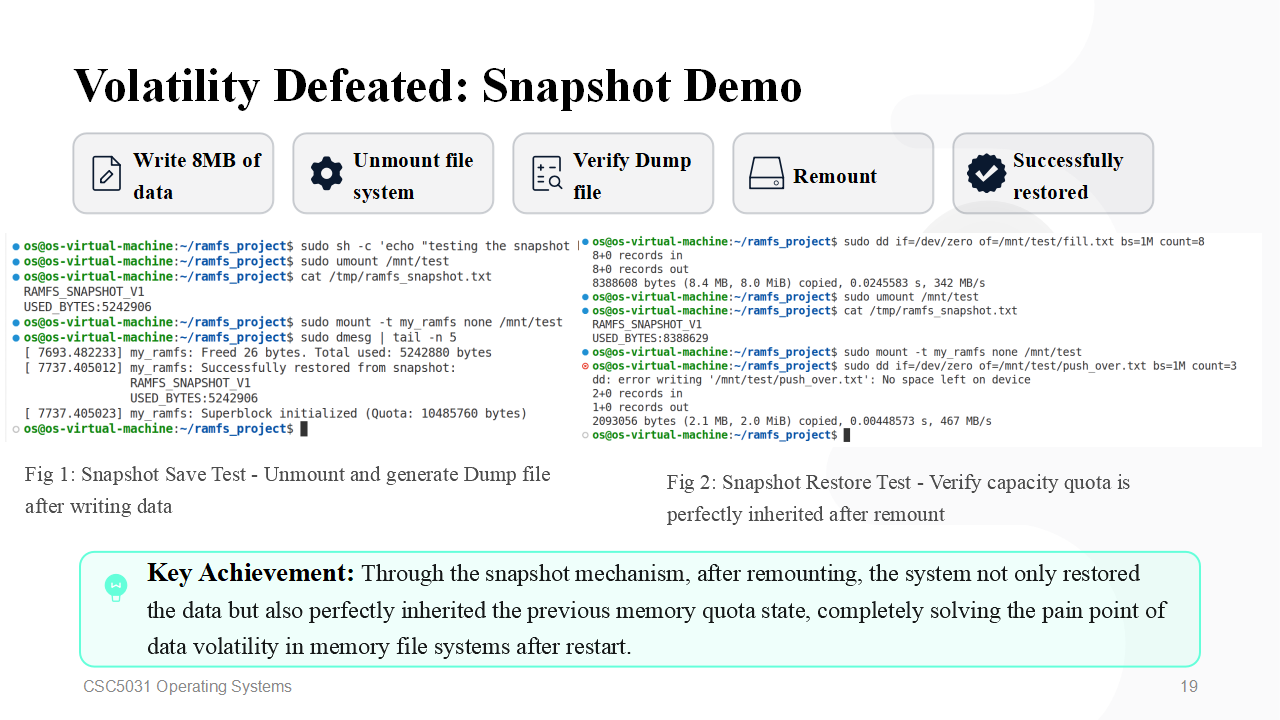 Volatility Defeated: Snapshot Demo
Write 8MB of
data
Unmount file
system
Verify Dump
file
Remount
Successfully
restored
os@os-virtual-machine:~/ramfs_project$ sudo sh -c 'echo "testing the snapshot
os@os-virtual-machine:~/ramfs_project$ sudo umount /mnt/test
os@os-virtual-machine:~/ramfs_project$ cat /tmp/ramfs_snapshot.txt
RAMFS_SNAPSHOT_V1
USED_BYTES:5242906
os@os-virtual-machine:~/ramfs_project$ sudo mount -t my_ramfs none /mnt/test
os@os-virtual-machine:~/ramfs_project$ sudo dmesg | tail -n 5
[ 7693.482233] my_ramfs: Freed 26 bytes. Total used: 5242880 bytes
[ 7737.405012] my_ramfs: Successfully restored from snapshot:
RAMFS_SNAPSHOT_V1
USED_BYTES:5242906
[ 7737.405023] my_ramfs: Superblock initialized (Quota: 10485760 bytes)
os@os-virtual-machine:~/ramfs_project$
os@os-virtual-machine:~/ramfs_project$ sudo dd if=/dev/zero of=/mnt/test/fill.txt bs=1M count=8
8+0 records in
8+0 records out
8388608 bytes (8.4 MB, 8.0 MiB) copied, 0.0245583 s, 342 MB/s
os@os-virtual-machine:~/ramfs_project$ sudo umount /mnt/test
os@os-virtual-machine:~/ramfs_project$ cat /tmp/ramfs_snapshot.txt
RAMFS_SNAPSHOT_V1
USED_BYTES:8388629
os@os-virtual-machine:~/ramfs_project$ sudo mount -t my_ramfs none /mnt/test
os@os-virtual-machine:~/ramfs_project$ sudo dd if=/dev/zero of=/mnt/test/push_over.txt bs=1M count=3
dd: error writing '/mnt/test/push_over.txt': No space left on device
2+0 records in
1+0 records out
2093056 bytes (2.1 MB, 2.0 MiB) copied, 0.00448573 s, 467 MB/s
os@os-virtual-machine:~/ramfs_project$
Fig 1: Snapshot Save Test - Unmount and generate Dump file
after writing data
Fig 2: Snapshot Restore Test - Verify capacity quota is
perfectly inherited after remount
Key Achievement: Through the snapshot mechanism, after remounting, the system not only restored
the data but also perfectly inherited the previous memory quota state, completely solving the pain point of
data volatility in memory file systems after restart.
CSC5031 Operating Systems
19